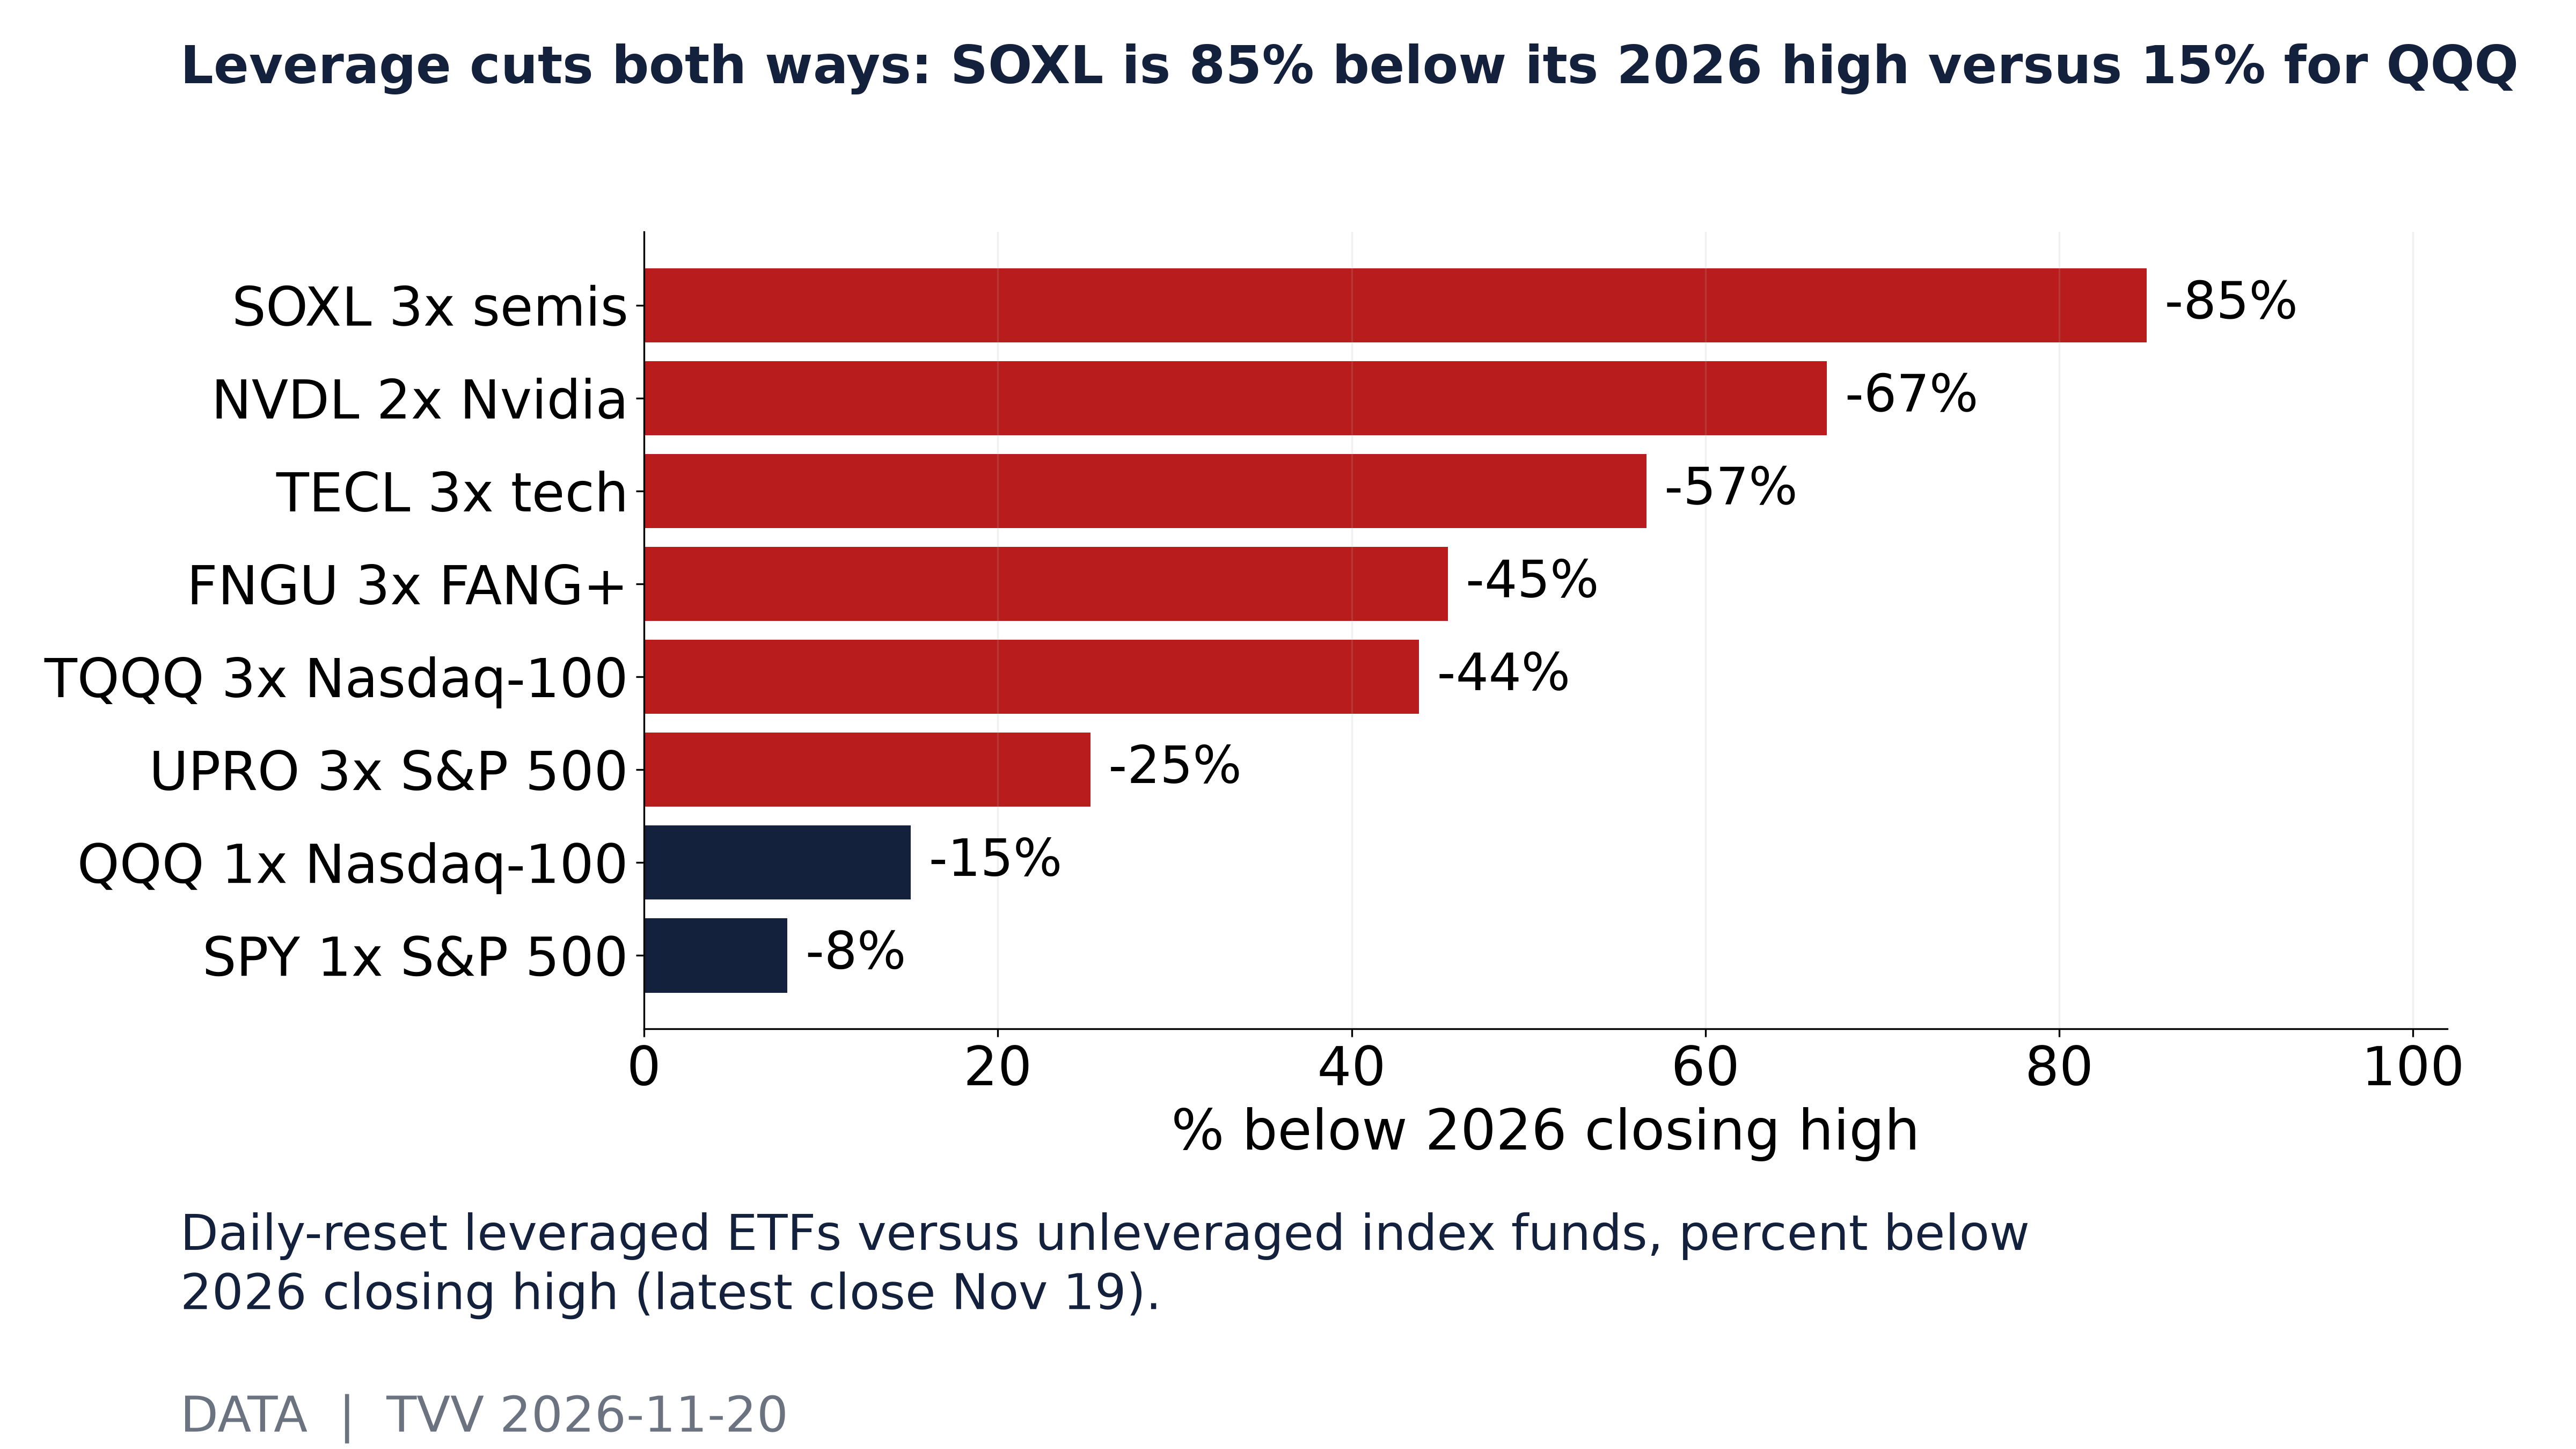 Leverage cuts both ways: SOXL is 85% below its 2026 high versus 15% for QQQ
SOXL 3x semis -85%
NVDL 2x Nvidia -67%
TECL 3x tech -57%
FNGU 3x FANG+ -45%
TQQQ 3x Nasdaq-100 -44%
UPRO 3x S&P 500 -25%
QQQ 1x Nasdaq-100 -15%
SPY 1x S&P 500 -8%
0 20 40 60 80 100
% below 2026 closing high
Daily-reset leveraged ETFs versus unleveraged index funds, percent below
2026 closing high (latest close Nov 19).
DATA | TVV 2026-11-20